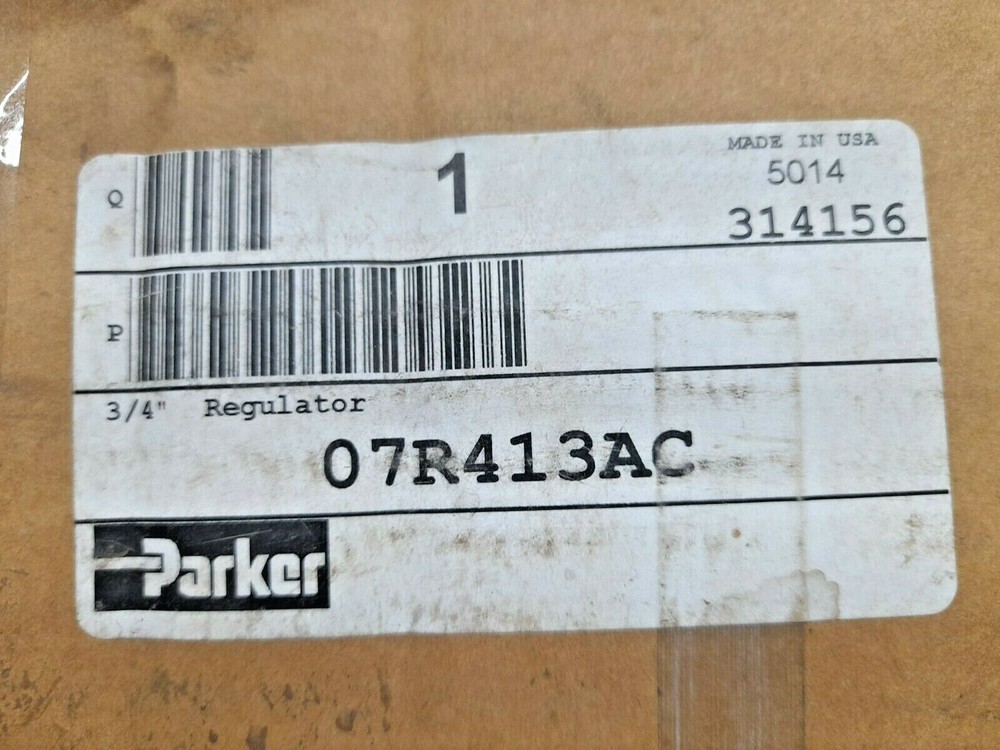 Q
1
MADE IN USA
5014
314156
P
3/4" Regulator
07R413AC
Parker